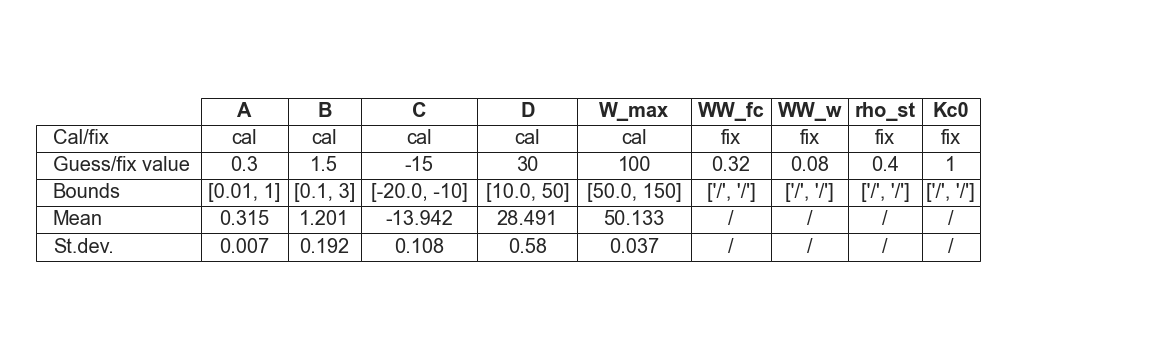 A B C D W_max WW_fc WW_w rho_st Kc0
Cal/fix cal cal cal cal cal fix fix fix fix
Guess/fix value 0.3 1.5 -15 30 100 0.32 0.08 0.4 1
Bounds [0.01, 1] [0.1, 3] [-20.0, -10] [10.0, 50] [50.0, 150] ['/', '/'] ['/', '/'] ['/', '/'] ['/', '/']
Mean 0.315 1.201 -13.942 28.491 50.133 / / / /
St.dev. 0.007 0.192 0.108 0.58 0.037 / / / /